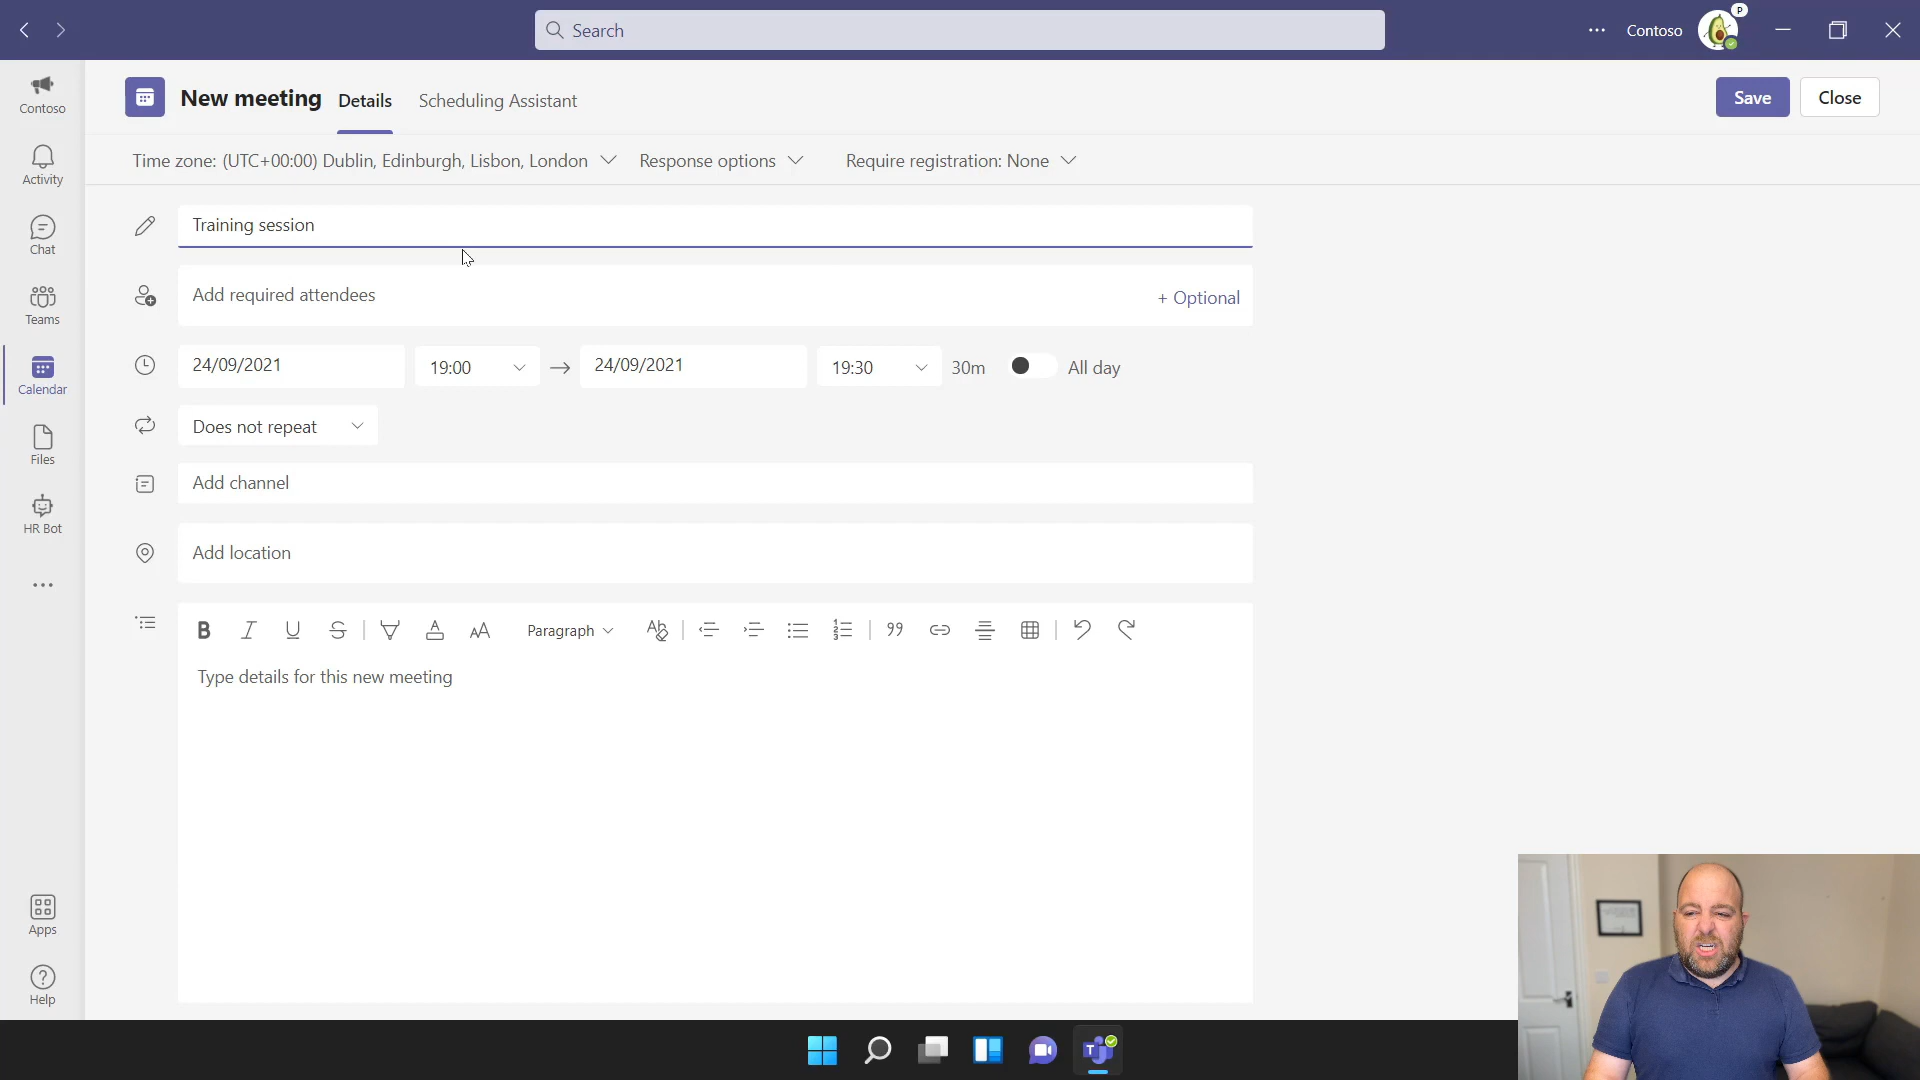 Search
Contoso
P
Contoso
Activity
Chat
Teams
Calendar
Files
HR Bot
Apps
Help
New meeting
Details
Scheduling Assistant
Save
Close
Time zone: (UTC+00:00) Dublin, Edinburgh, Lisbon, London
Response options
Require registration: None
Training session
Add required attendees
+ Optional
24/09/2021
19:00
24/09/2021
19:30
30m
All day
Does not repeat
Add channel
Add location
B
Paragraph
Type details for this new meeting
T